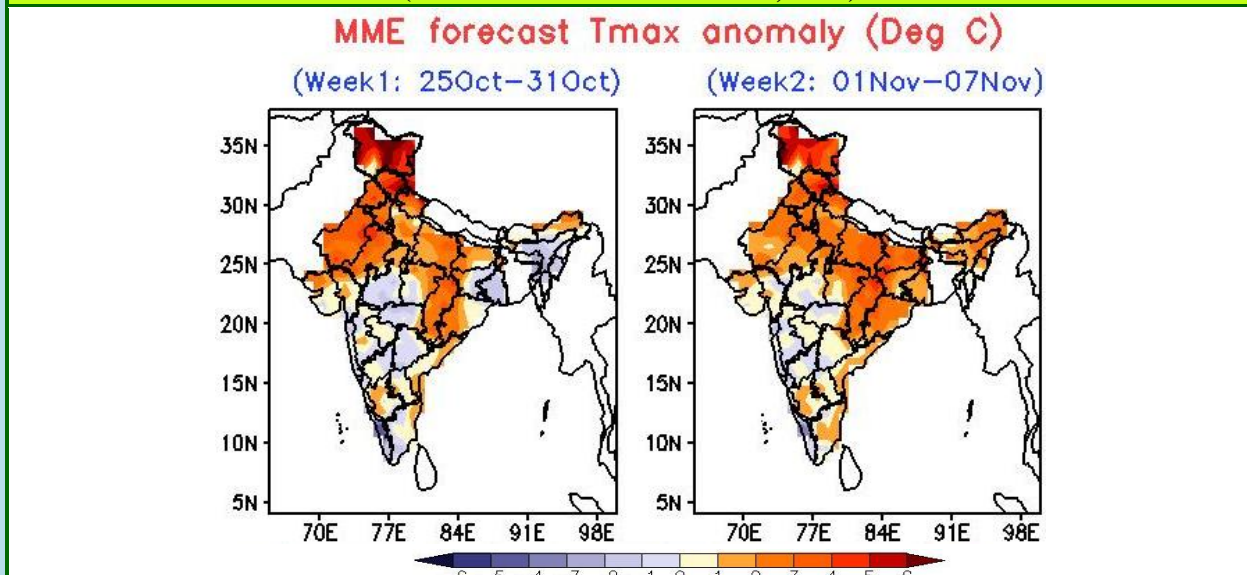 MME forecast Tmax anomaly (Deg C)
(Week1: 25Oct-31Oct) (Week2: 01Nov-07Nov)
35N 35N
30N 30N
25N 25N
20N 20N
15N 15N
10N 10N
5N 5N
70E 77E 84E 91E 98E 70E 77E 84E 91E 98E